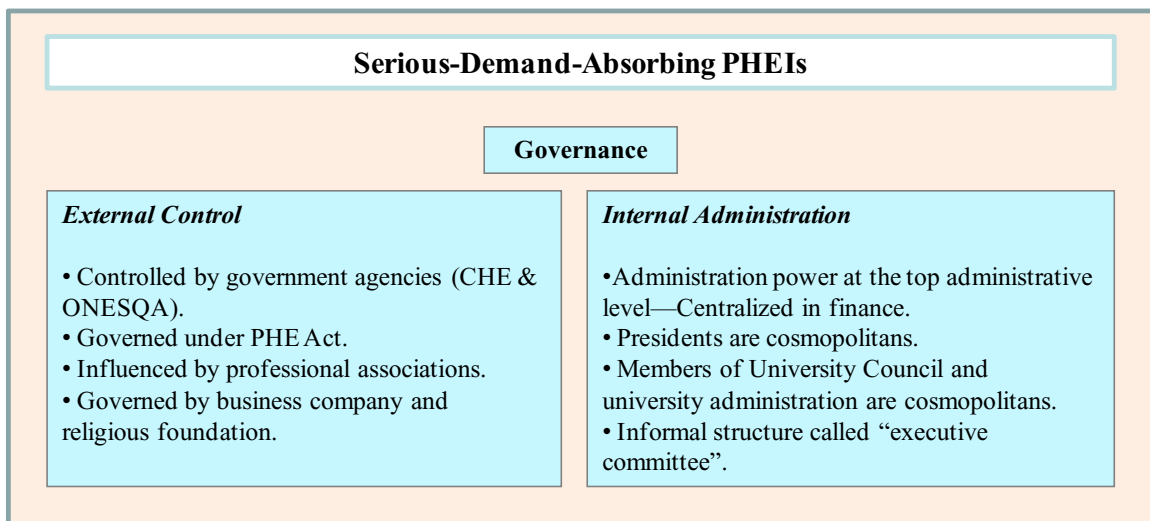 Serious-Demand-Absorbing PHEIs
Governance
External Control
• Controlled by government agencies (CHE &
ONESQA).
• Governed under PHE Act.
• Influenced by professional associations.
• Governed by business company and
religious foundation.
Internal Administration
•Administration power at the top administrative
level—Centralized in finance.
• Presidents are cosmopolitans.
• Members of University Council and
university administration are cosmopolitans.
• Informal structure called “executive
committee”.